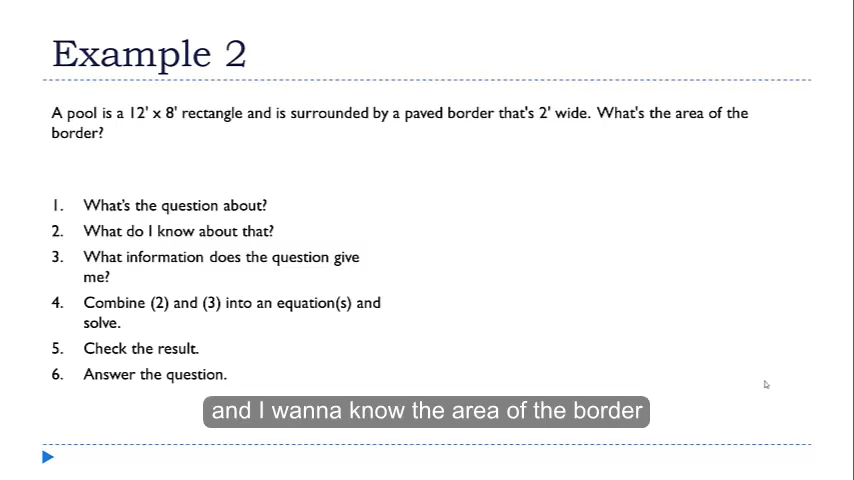 Example 2
A pool is a 12' x 8' rectangle and is surrounded by a paved border that's 2' wide. What's the area of the
border?
1. What's the question about?
2. What do I know about that?
3. What information does the question give
me?
4. Combine (2) and (3) into an equation(s) and
solve.
5. Check the result.
6. Answer the question.
and I wanna know the area of the border